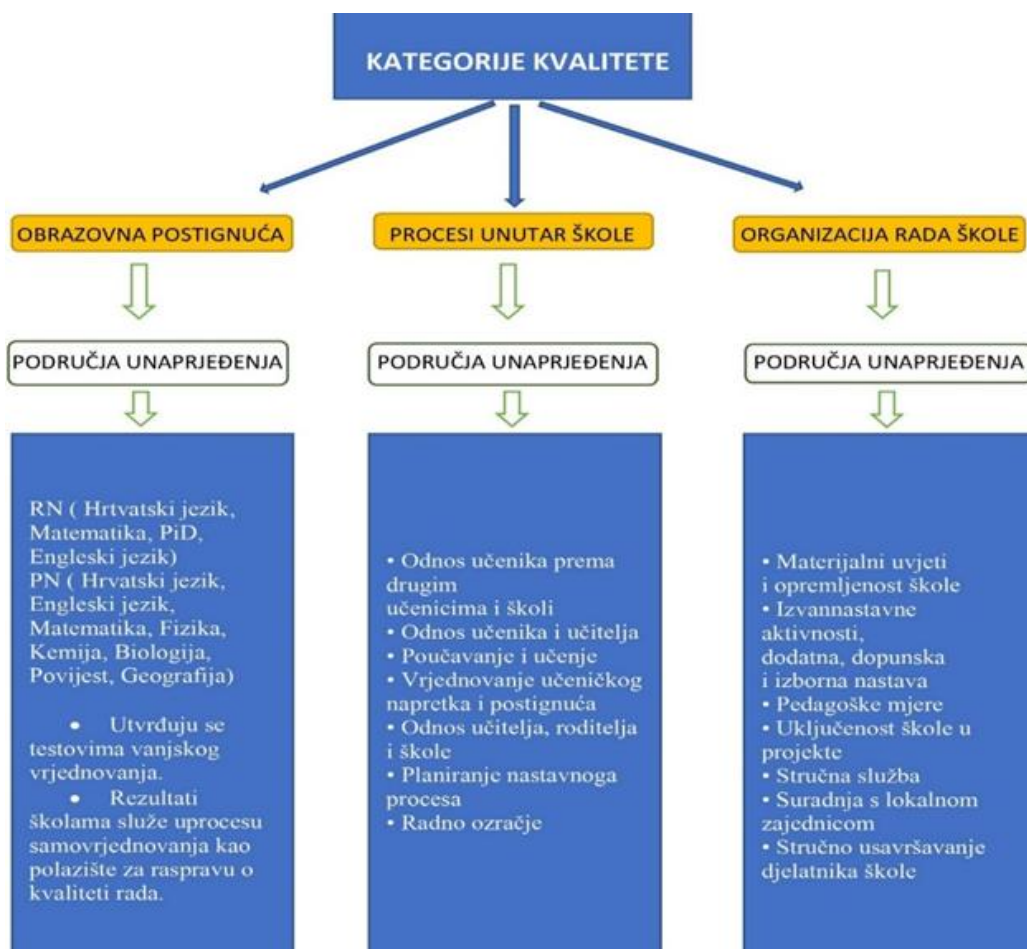 KATEGORIJE KVALITETE
OBRAZOVNA POSTIGNUĆA
PODRUČJA UNAPRJEĐENJA
RN ( Hrtvatski jezik,
Matematika, PiD,
Engleski jezik)
PN ( Hrvatski jezik,
Engleski jezik,
Matematika, Fizika,
Kemija, Biologija,
Povijest, Geografija)
• Utvrđuju se
testovima vanjskog
vrjednovanja.
• Rezultati
školama služe uprocesu
samovrjednovanja kao
polazište za raspravu o
kvaliteti rada.
PROCESI UNUTAR ŠKOLE
PODRUČJA UNAPRJEĐENJA
• Odnos učenika prema
drugim
učenicima i školi
• Odnos učenika i učitelja
• Poučavanje i učenje
• Vrjednovanje učeničkog
napretka i postignuća
• Odnos učitelja, roditelja
i škole
• Planiranje nastavnoga
procesa
• Radno ozračje
ORGANIZACIJA RADA ŠKOLE
PODRUČJA UNAPRJEĐENJA
• Materijalni uvjeti
i opremljenost škole
• Izvannastavne
aktivnosti,
dodatna, dopunska
i izborna nastava
• Pedagoške mjere
• Uključenost škole u
projekte
• Stručna služba
• Suradnja s lokalnom
zajednicom
• Stručno usavršavanje
djelatnika škole